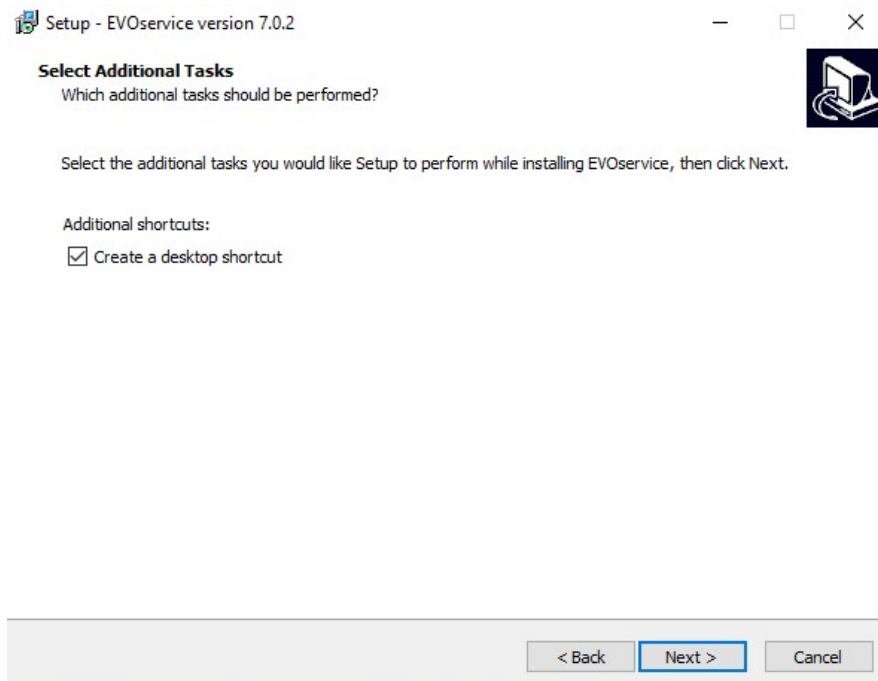 Setup - EVOservice version 7.0.2
Select Additional Tasks
Which additional tasks should be performed?
Select the additional tasks you would like Setup to perform while installing EVOservice, then click Next.
Additional shortcuts:
Create a desktop shortcut
< Back
Next >
Cancel